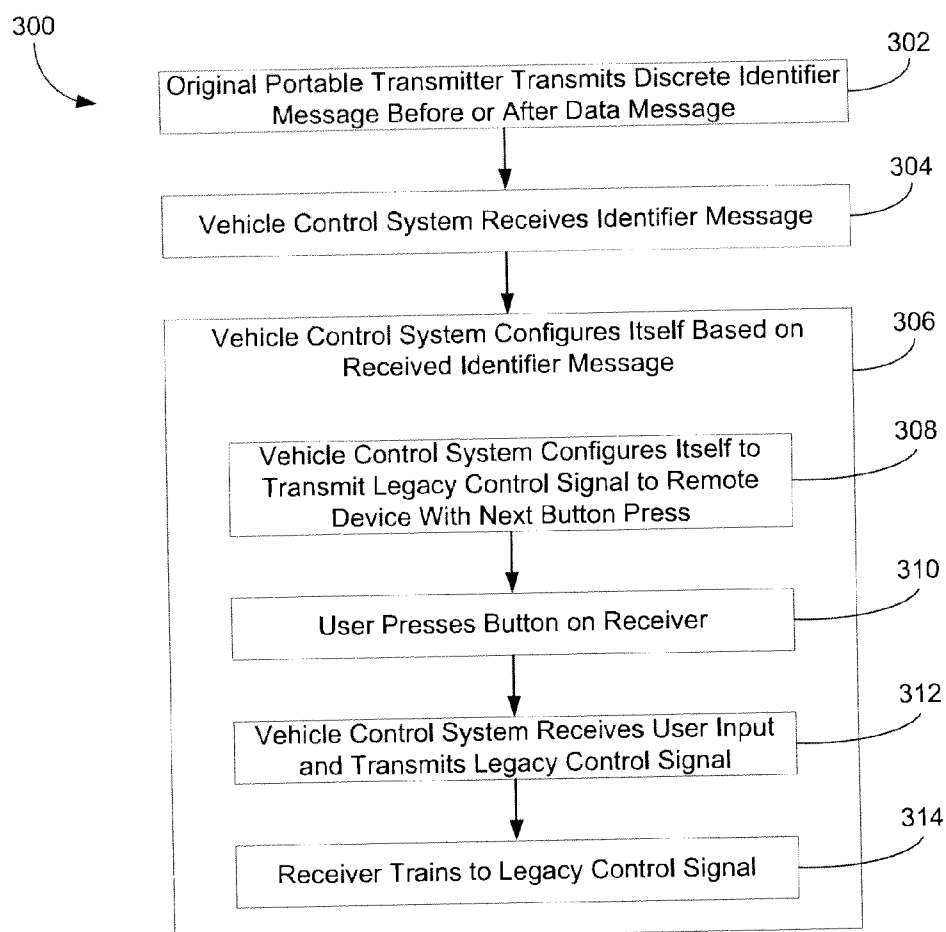 300
302
Original Portable Transmitter Transmits Discrete Identifier
Message Before or After Data Message
304
Vehicle Control System Receives Identifier Message
306
Vehicle Control System Configures Itself Based on
Received Identifier Message
308
Vehicle Control System Configures Itself to
Transmit Legacy Control Signal to Remote
Device With Next Button Press
310
User Presses Button on Receiver
312
Vehicle Control System Receives User Input
and Transmits Legacy Control Signal
314
Receiver Trains to Legacy Control Signal